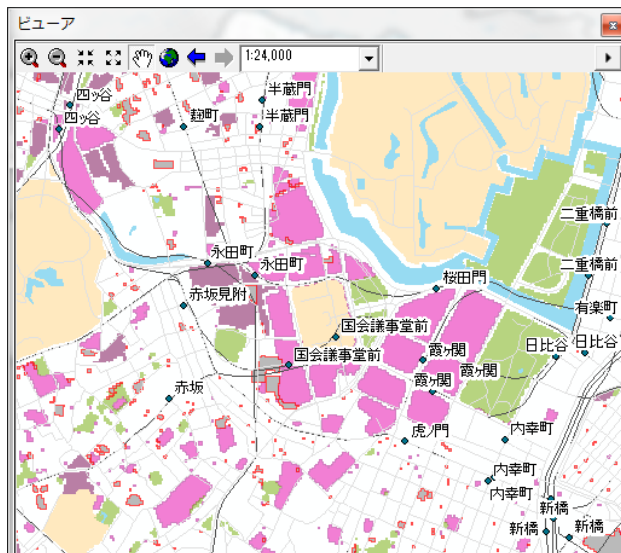 ビューア
1:24,000
四ッ谷
半蔵門
四ッ谷
麹町
半蔵門
二重橋前
永田町
永田町
桜田門
二重橋前
赤坂見附
有楽町
国会議事堂前
日比谷
日比谷
国会議事堂前
霞ヶ関
霞ヶ関
赤坂
霞ヶ関
虎ノ門
内幸町
内幸町
内幸町
新橋
新橋
新橋